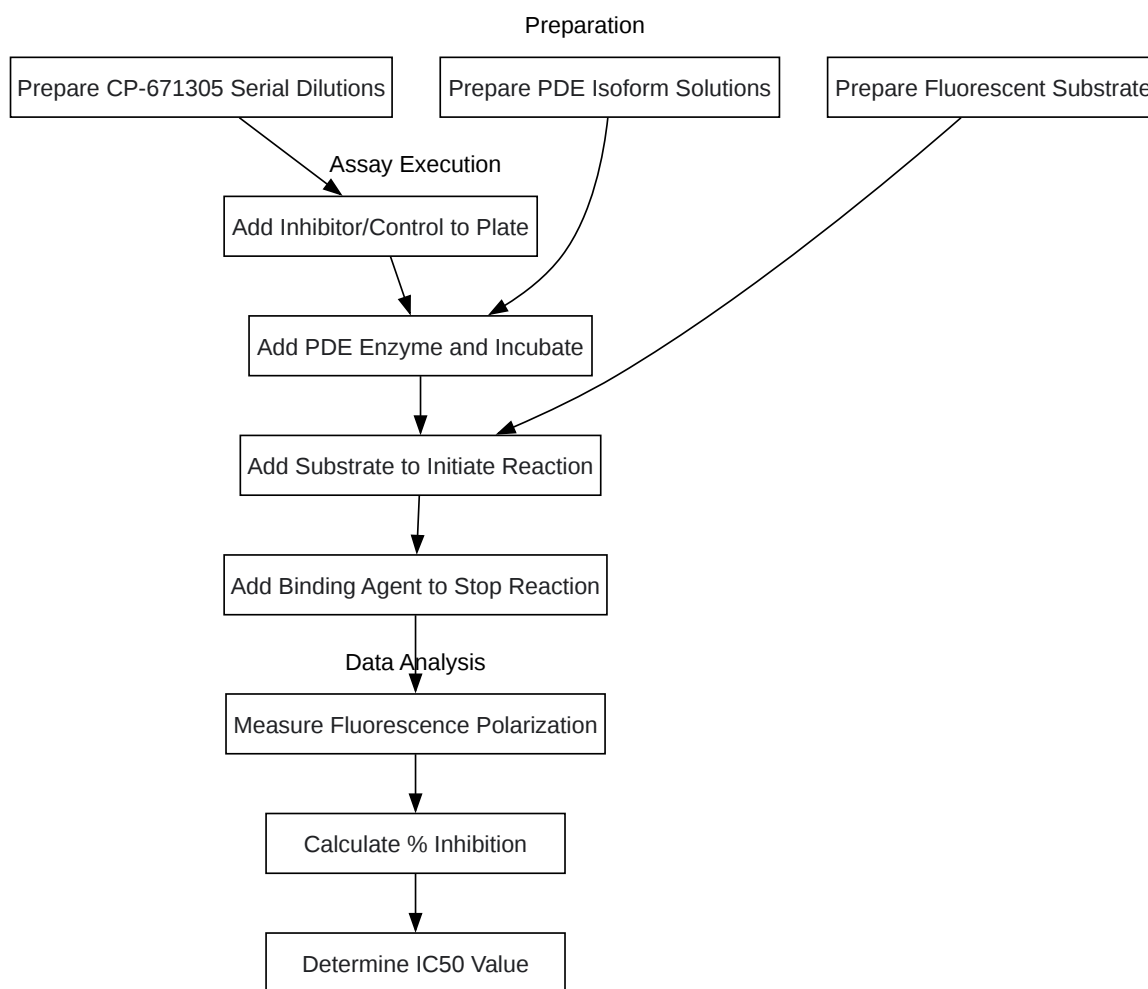 Preparation
Prepare CP-671305 Serial Dilutions
Prepare PDE Isoform Solutions
Prepare Fluorescent Substrate
Assay Execution
Add Inhibitor/Control to Plate
Add PDE Enzyme and Incubate
Add Substrate to Initiate Reaction
Add Binding Agent to Stop Reaction
Data Analysis
Measure Fluorescence Polarization
Calculate % Inhibition
Determine IC50 Value